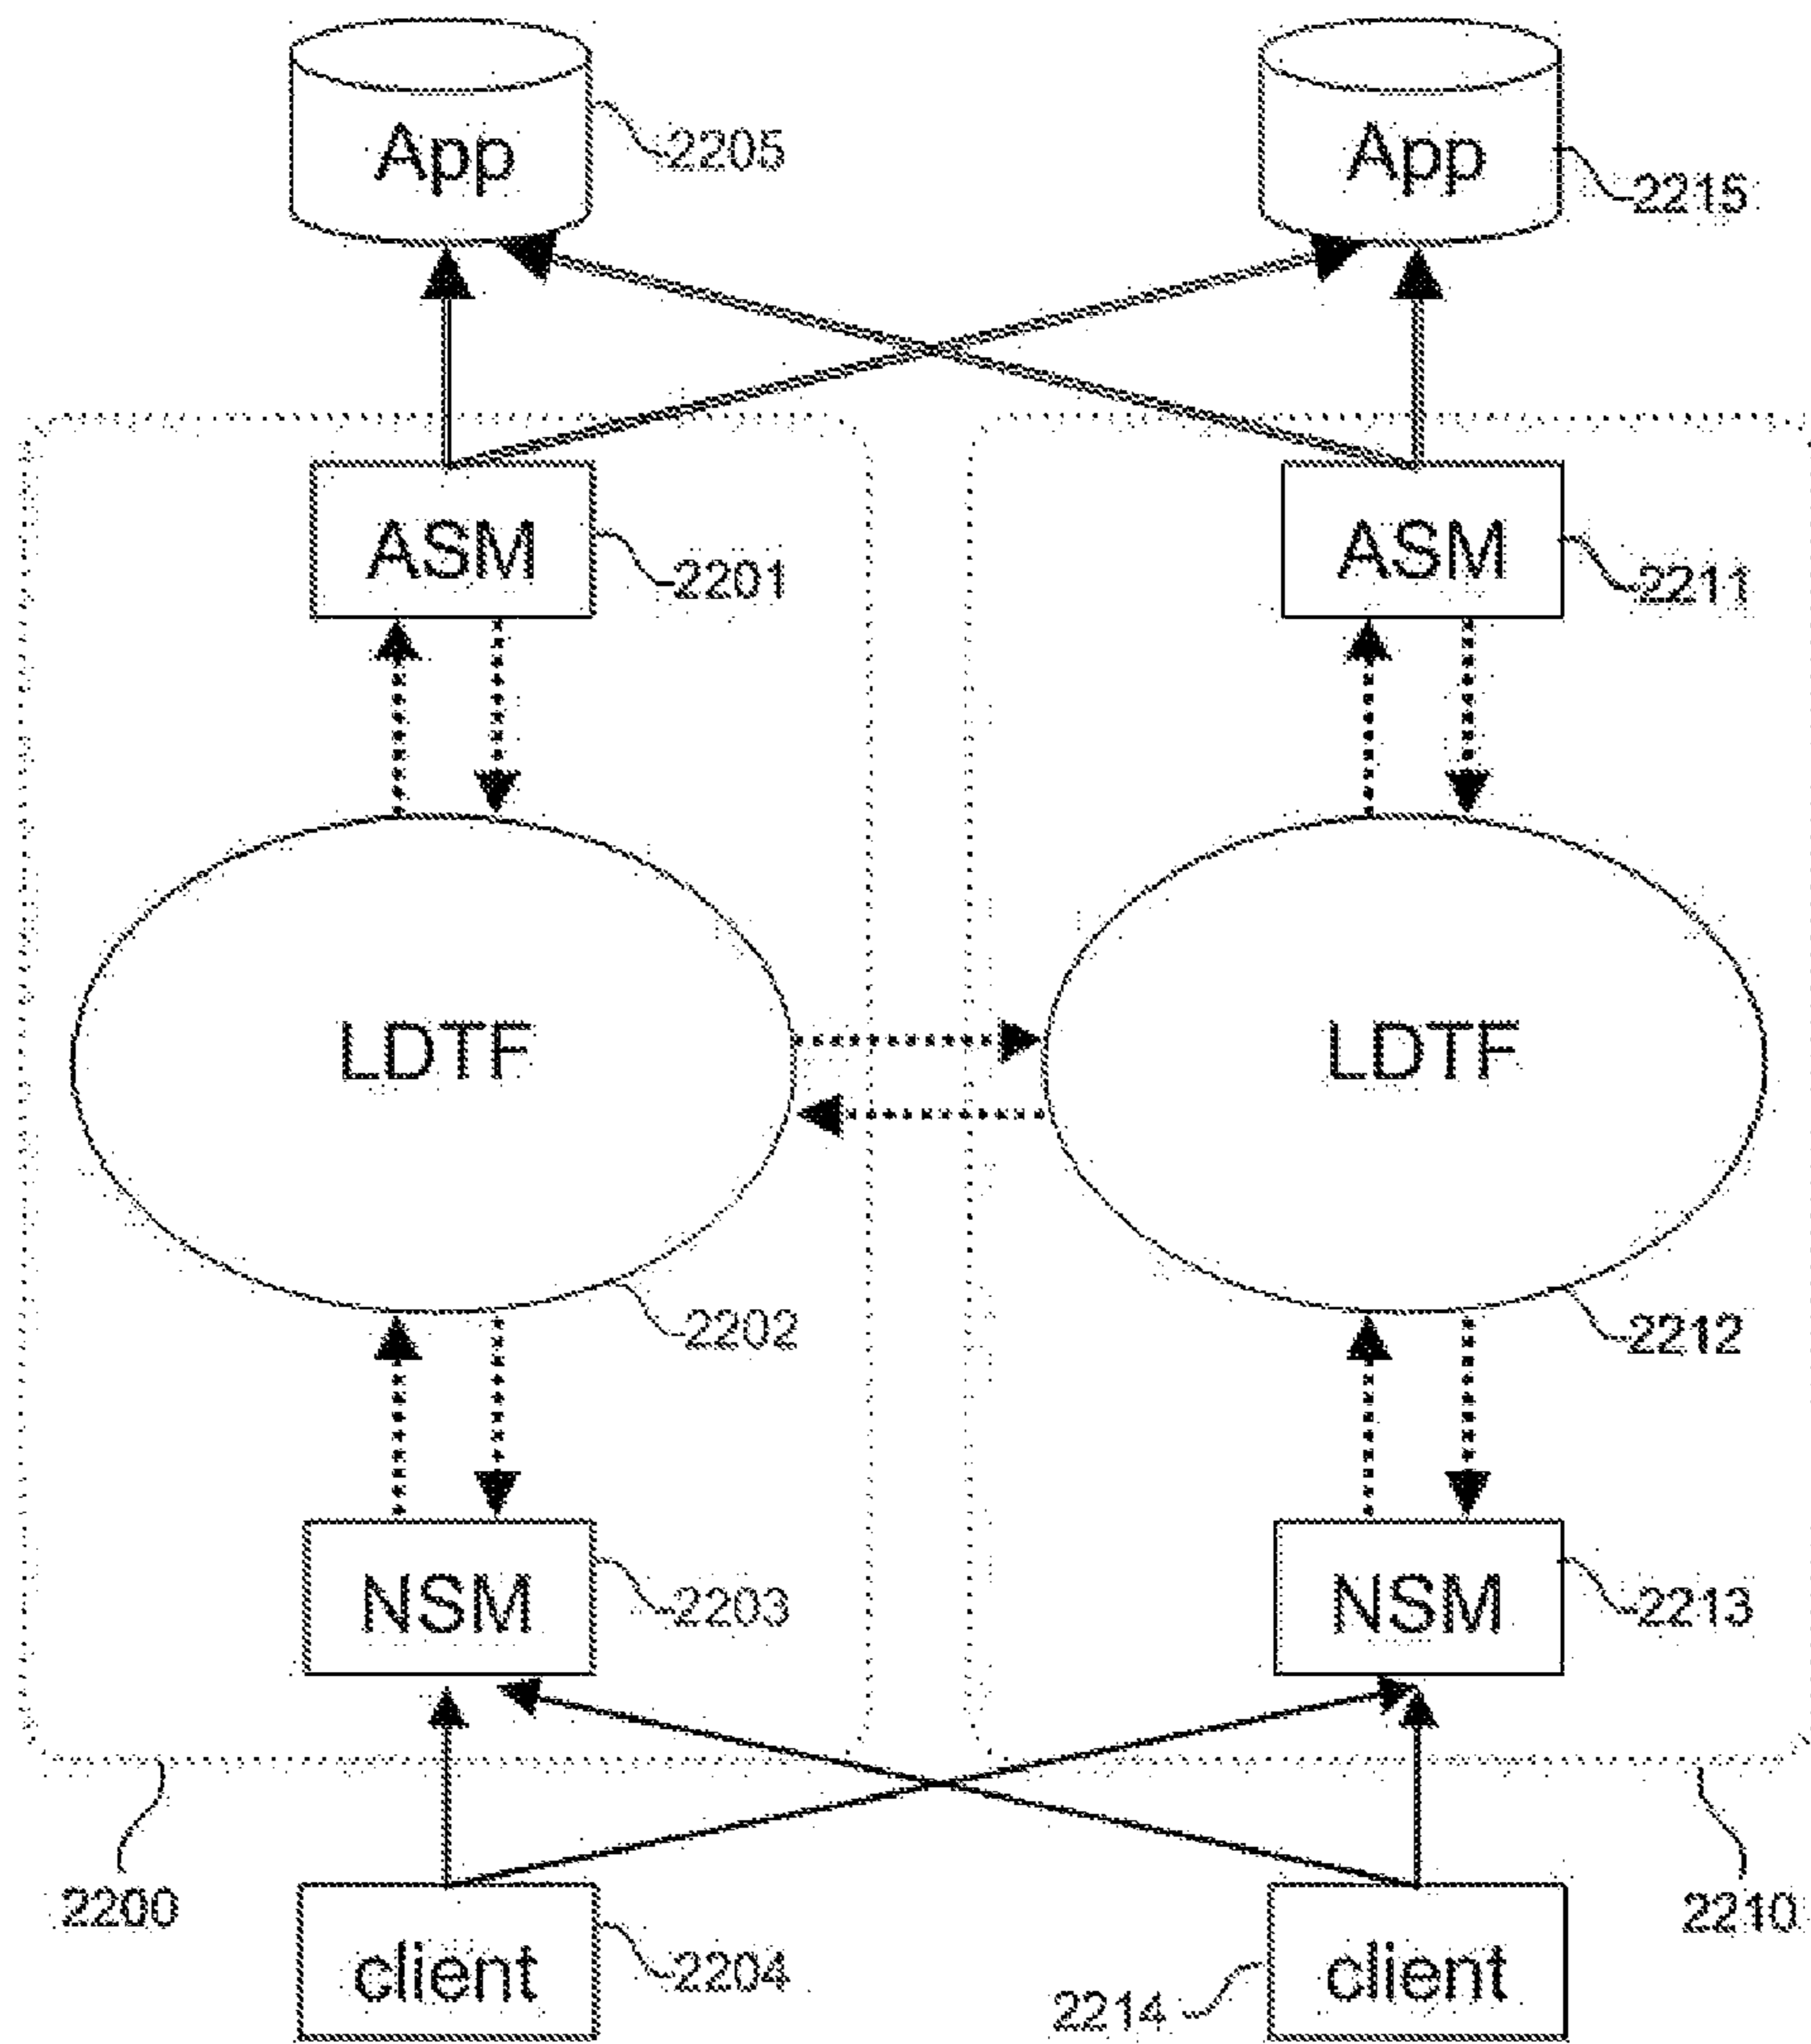 App
2205
App
2215
ASM
2201
ASM
2211
LDTF
LDTF
2202
2212
NSM
2203
NSM
2213
2200
2210
client
2204
2214
client